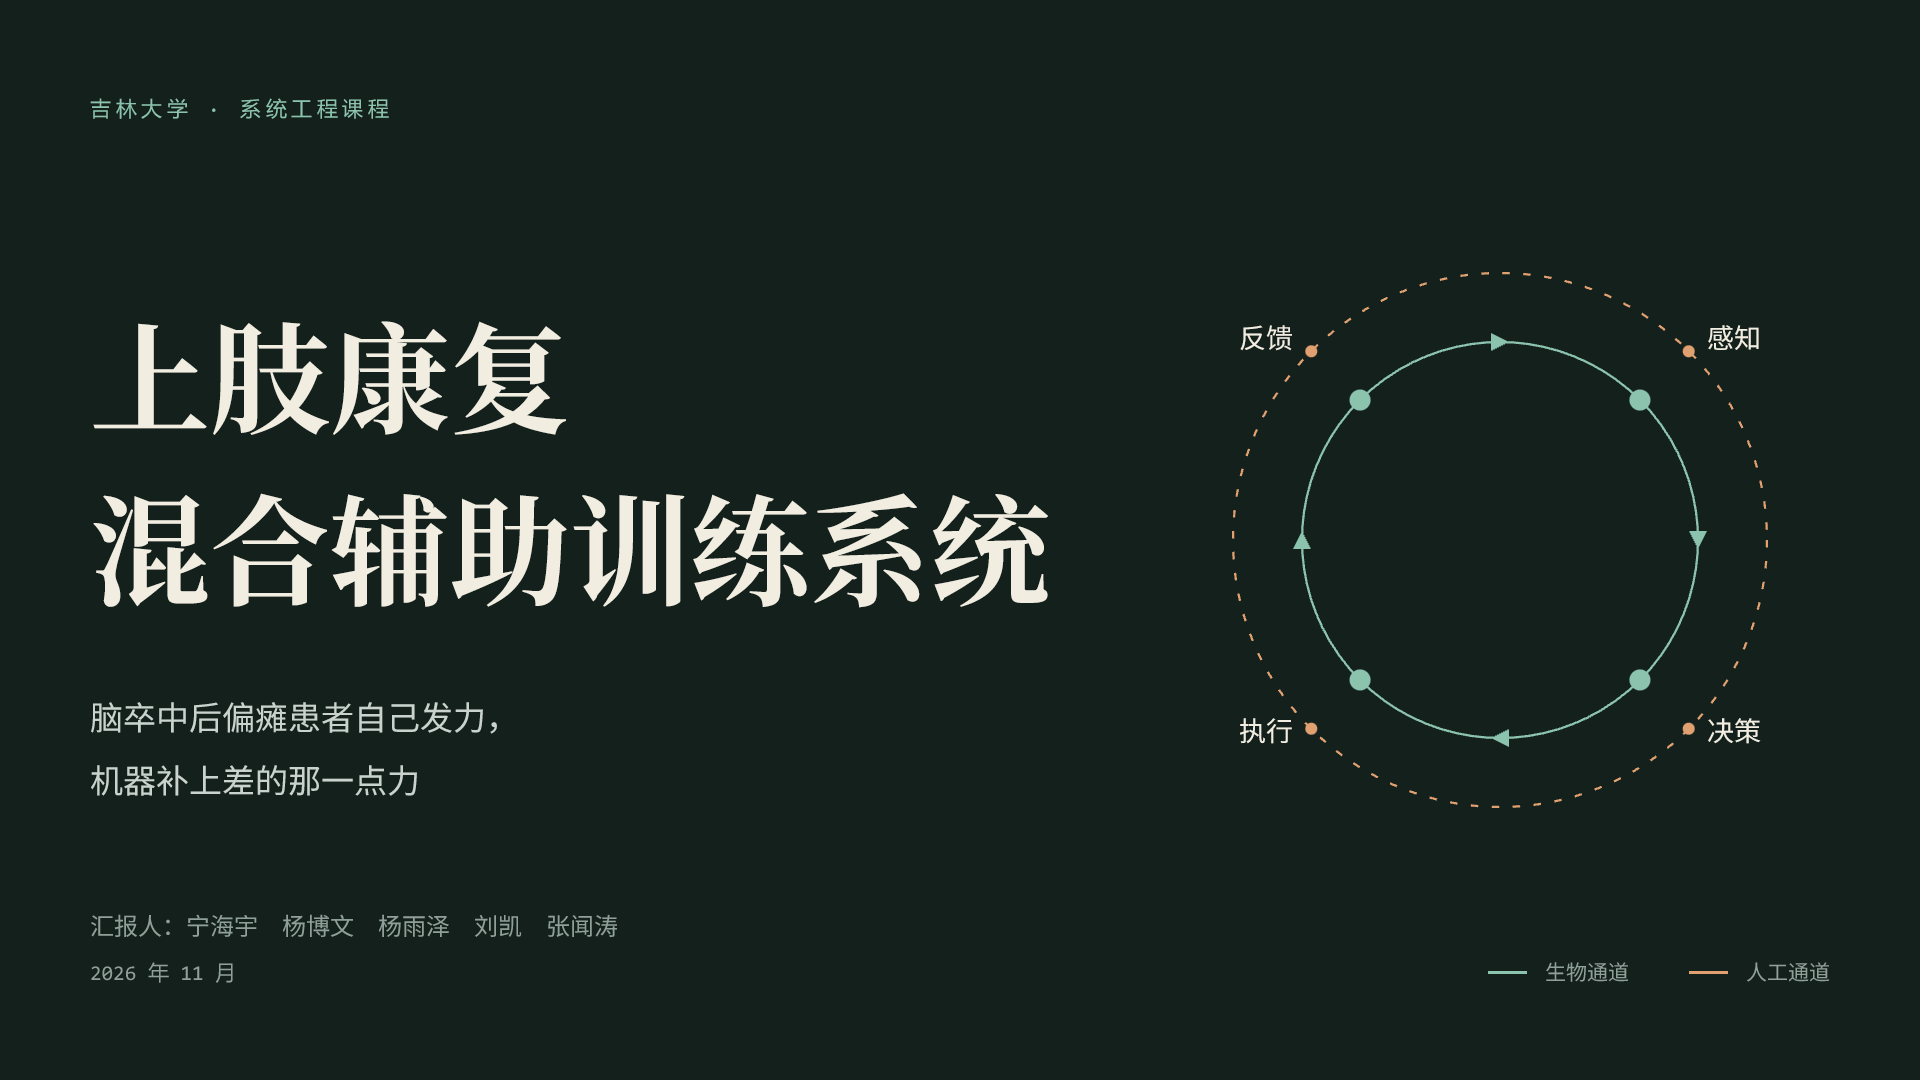 吉林大学 · 系统工程课程
上肢康复
混合辅助训练系统
脑卒中后偏瘫患者自己发力，
机器补上差的那一点力
汇报人：宁海宇 杨博文 杨雨泽 刘凯 张闻涛
2026 年 11 月
反馈
感知
执行
决策
生物通道
人工通道